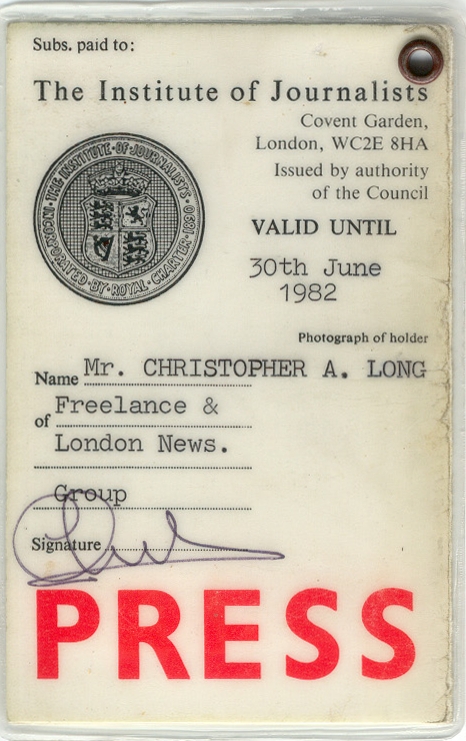 Subs. paid to:
The Institute of Journalists
Covent Garden,
London, WC2E 8HA
Issued by authority
of the Council
THE·INSTITUTE·OF·JOURNALISTS·
INCORPORATED·BY·ROYAL·CHARTER·1890·
VALID UNTIL
30th June
1982
Photograph of holder
Name Mr. CHRISTOPHER A. LONG
of Freelance &
London News.
Group
Signature
PRESS